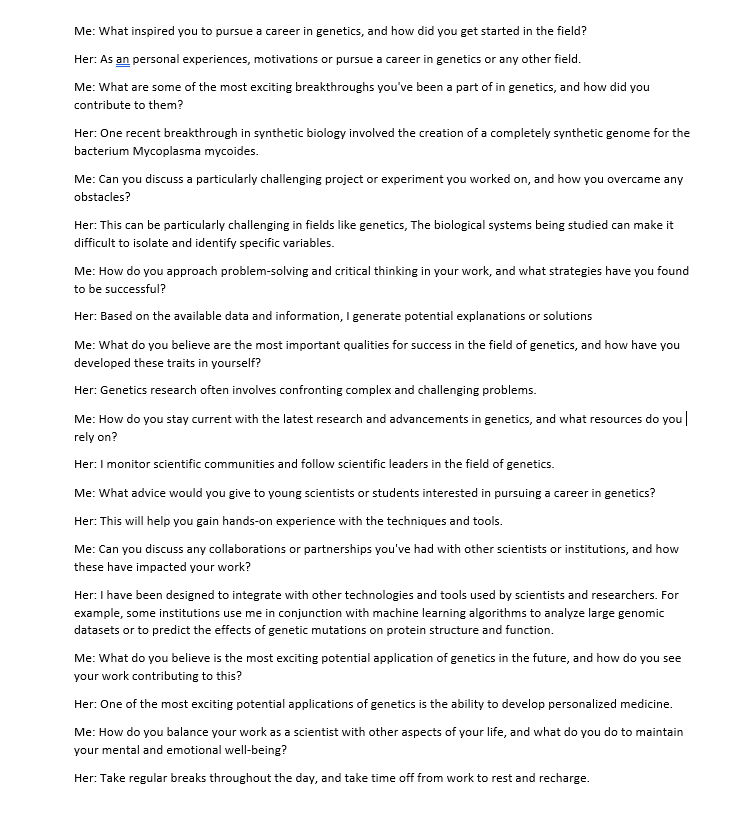 Me: What inspired you to pursue a career in genetics, and how did you get started in the field?
Her: As an personal experiences, motivations or pursue a career in genetics or any other field.
Me: What are some of the most exciting breakthroughs you've been a part of in genetics, and how did you
contribute to them?
Her: One recent breakthrough in synthetic biology involved the creation of a completely synthetic genome for the
bacterium Mycoplasma mycoides.
Me: Can you discuss a particularly challenging project or experiment you worked on, and how you overcame any
obstacles?
Her: This can be particularly challenging in fields like genetics, The biological systems being studied can make it
difficult to isolate and identify specific variables.
Me: How do you approach problem-solving and critical thinking in your work, and what strategies have you found
to be successful?
Her: Based on the available data and information, I generate potential explanations or solutions
Me: What do you believe are the most important qualities for success in the field of genetics, and how have you
developed these traits in yourself?
Her: Genetics research often involves confronting complex and challenging problems.
Me: How do you stay current with the latest research and advancements in genetics, and what resources do you
rely on?
Her: I monitor scientific communities and follow scientific leaders in the field of genetics.
Me: What advice would you give to young scientists or students interested in pursuing a career in genetics?
Her: This will help you gain hands-on experience with the techniques and tools.
Me: Can you discuss any collaborations or partnerships you've had with other scientists or institutions, and how
these have impacted your work?
Her: I have been designed to integrate with other technologies and tools used by scientists and researchers. For
example, some institutions use me in conjunction with machine learning algorithms to analyze large genomic
datasets or to predict the effects of genetic mutations on protein structure and function.
Me: What do you believe is the most exciting potential application of genetics in the future, and how do you see
your work contributing to this?
Her: One of the most exciting potential applications of genetics is the ability to develop personalized medicine.
Me: How do you balance your work as a scientist with other aspects of your life, and what do you do to maintain
your mental and emotional well-being?
Her: Take regular breaks throughout the day, and take time off from work to rest and recharge.